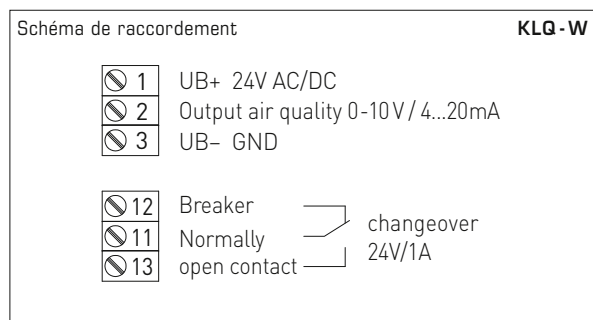 Schéma de raccordement KLQ-W
1 UB+ 24V AC/DC
2 Output air quality 0-10V / 4...20mA
3 UB– GND
12 Breaker
changeover
11 Normally
24V/1A
13 open contact